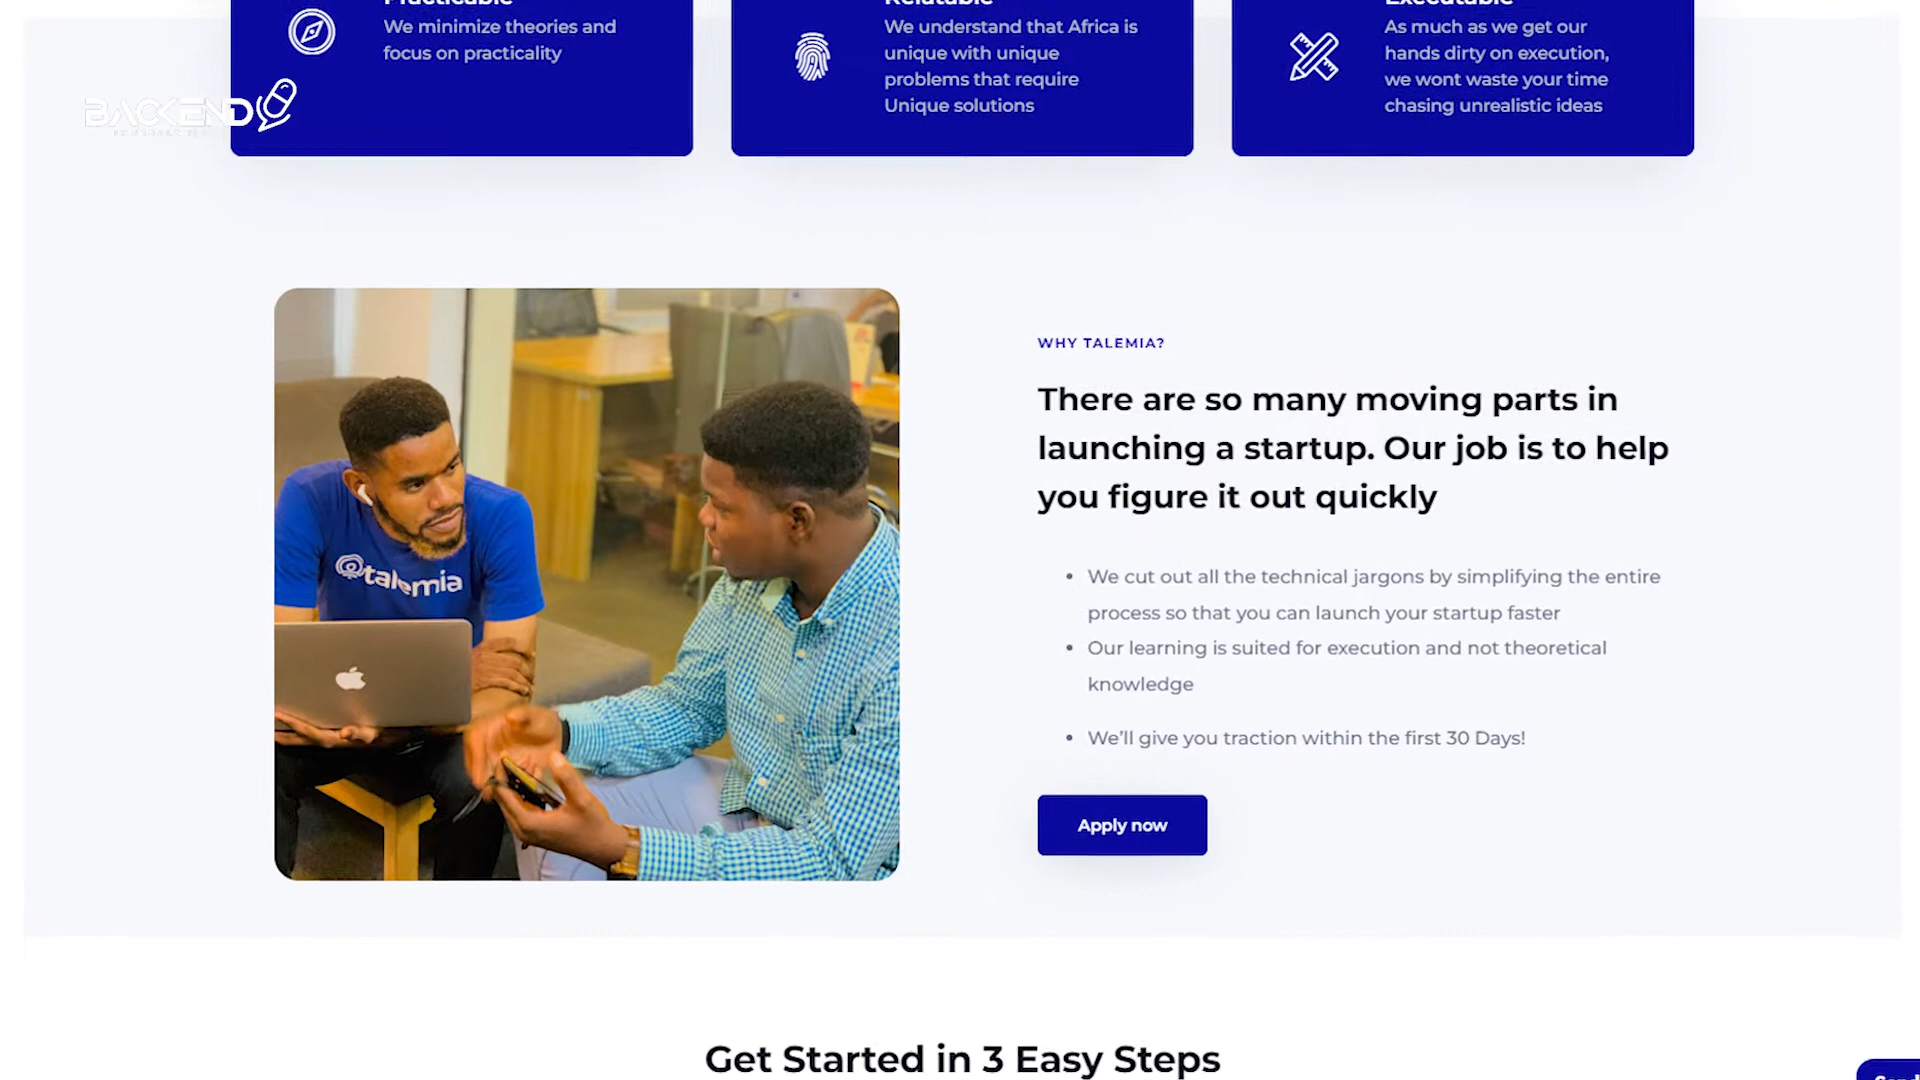 Practicable
We minimize theories and
focus on practicality
Relatable
We understand that Africa is
unique with unique
problems that require
Unique solutions
Executable
As much as we get our
hands dirty on execution,
we wont waste your time
chasing unrealistic ideas
BACKEND
talemia
WHY TALEMIA?
There are so many moving parts in
launching a startup. Our job is to help
you figure it out quickly
• We cut out all the technical jargons by simplifying the entire
process so that you can launch your startup faster
• Our learning is suited for execution and not theoretical
knowledge
• We'll give you traction within the first 30 Days!
Apply now
Get Started in 3 Easy Steps